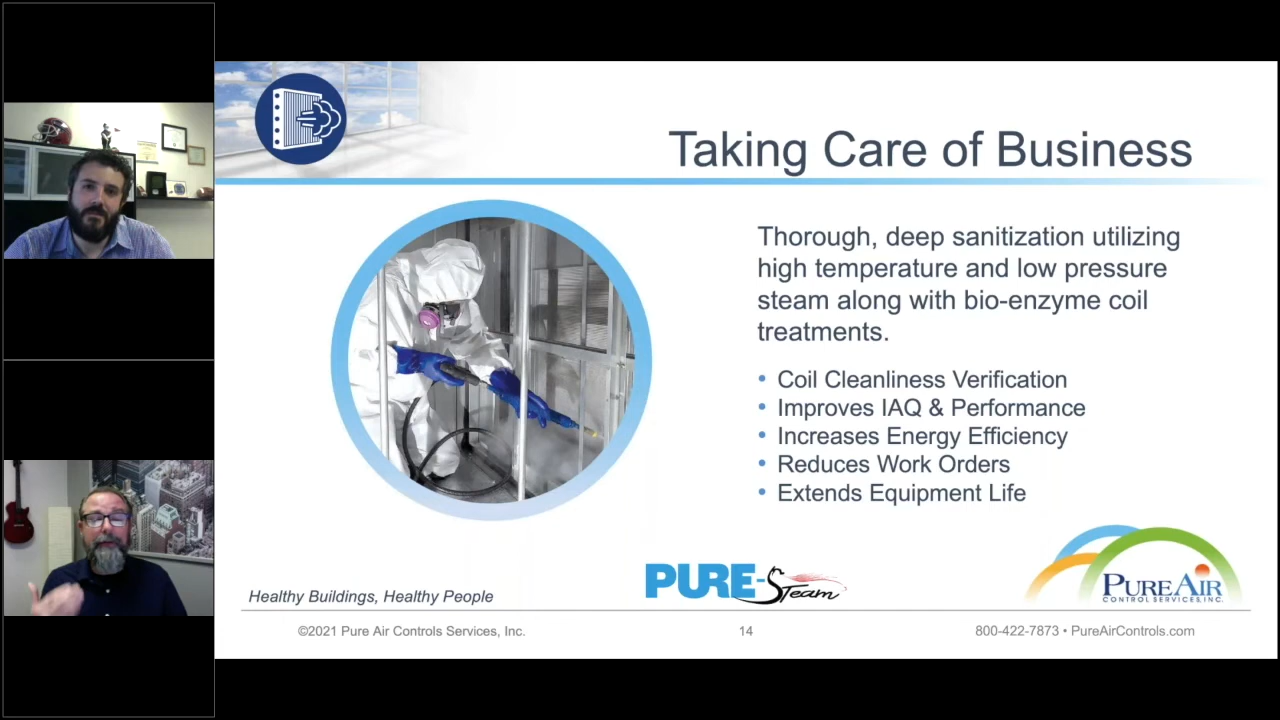 Taking Care of Business
Thorough, deep sanitization utilizing
high temperature and low pressure
steam along with bio-enzyme coil
treatments.
• Coil Cleanliness Verification
• Improves IAQ & Performance
• Increases Energy Efficiency
• Reduces Work Orders
• Extends Equipment Life
Healthy Buildings, Healthy People
PURE-Steam
PURE AIR
CONTROL SERVICES, INC.
©2021 Pure Air Controls Services, Inc.
14
800-422-7873 • PureAirControls.com